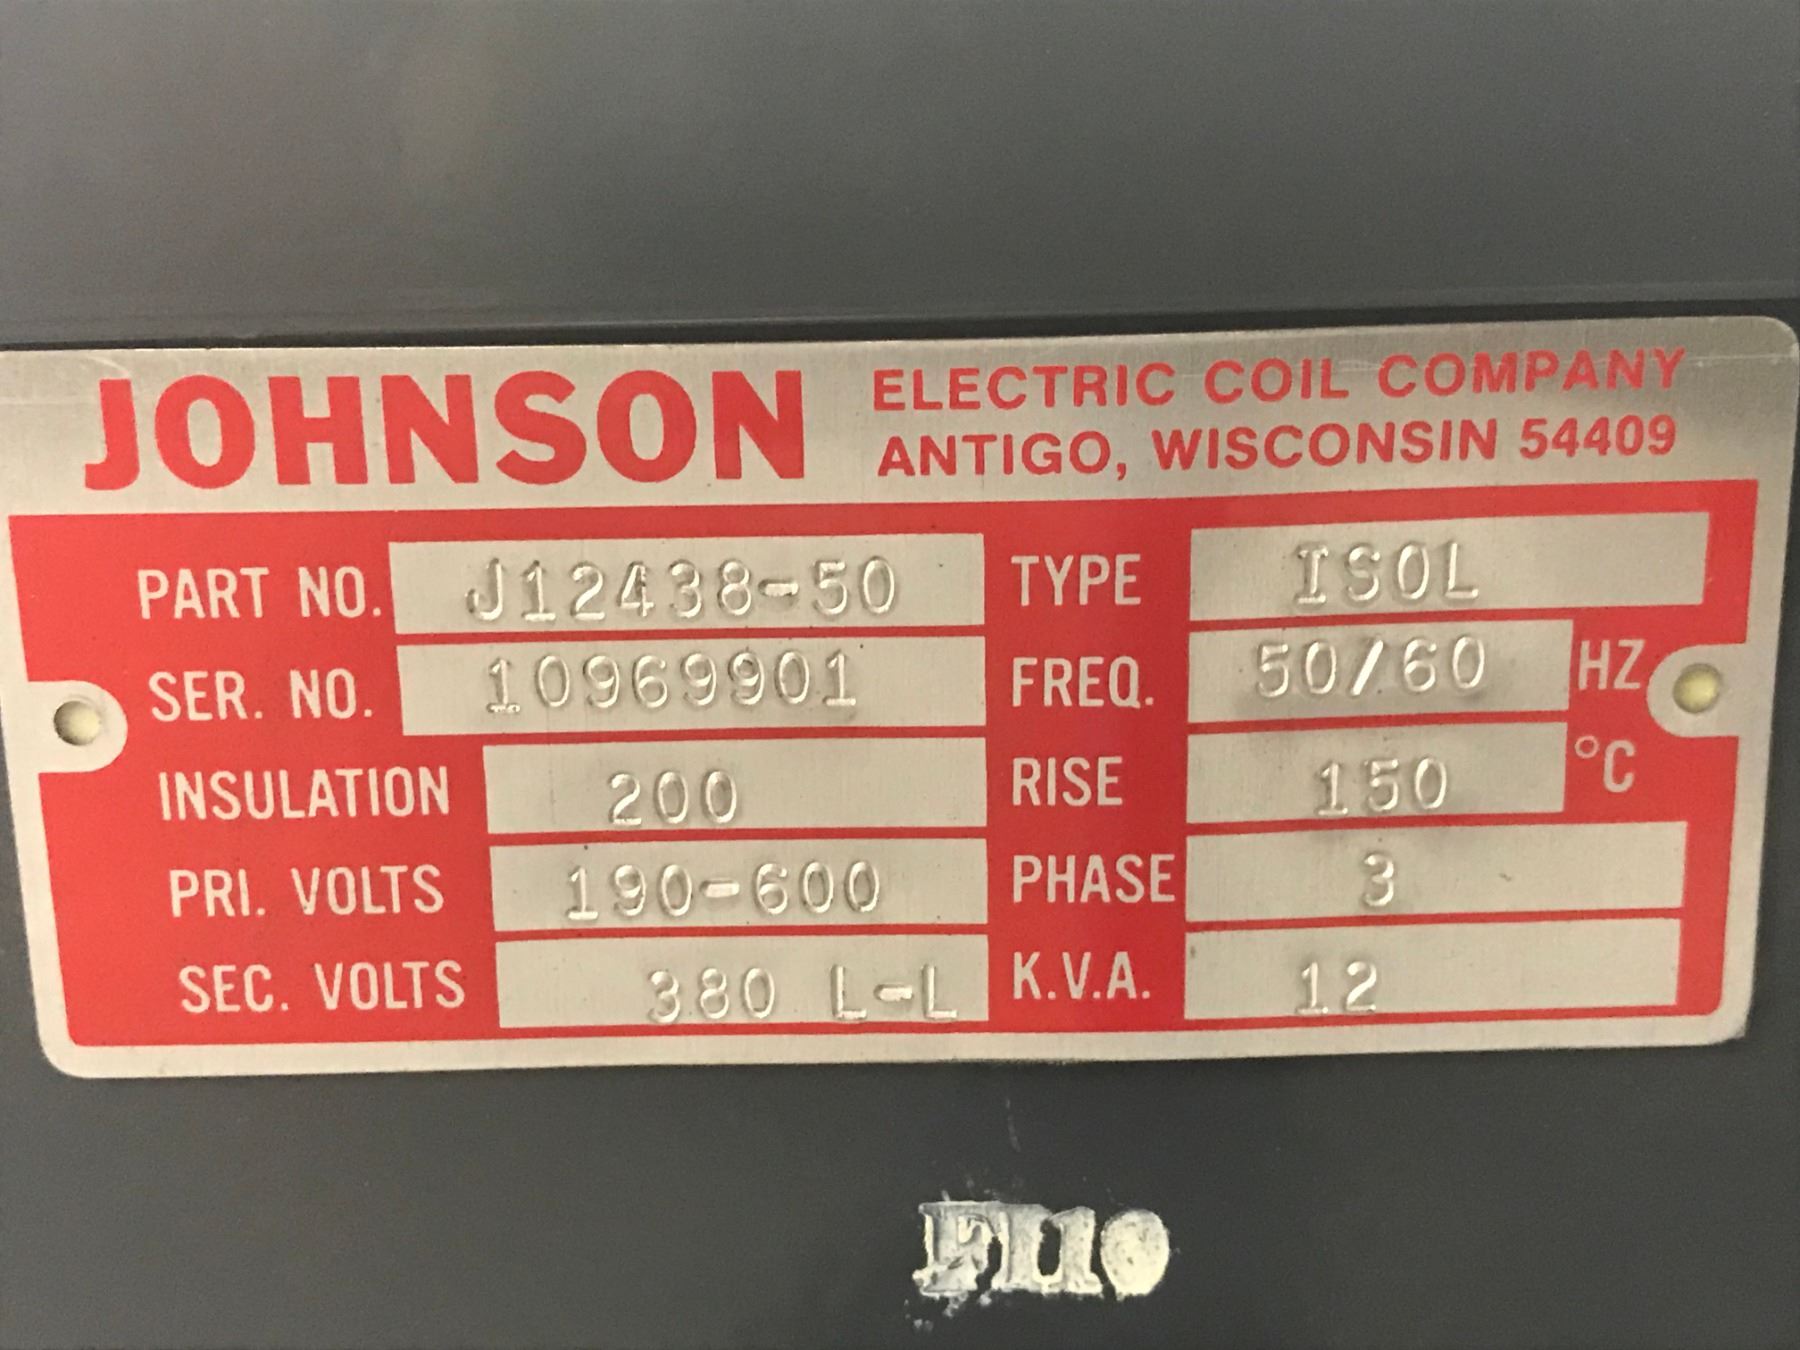 JOHNSON ELECTRIC COIL COMPANY
ANTIGO, WISCONSIN 54409
PART NO. J12438-50 TYPE ISOL
SER. NO. 10969901 FREQ. 50/60 HZ
INSULATION 200 RISE 150 °C
PRI. VOLTS 190-600 PHASE 3
SEC. VOLTS 380 L-L K.V.A. 12